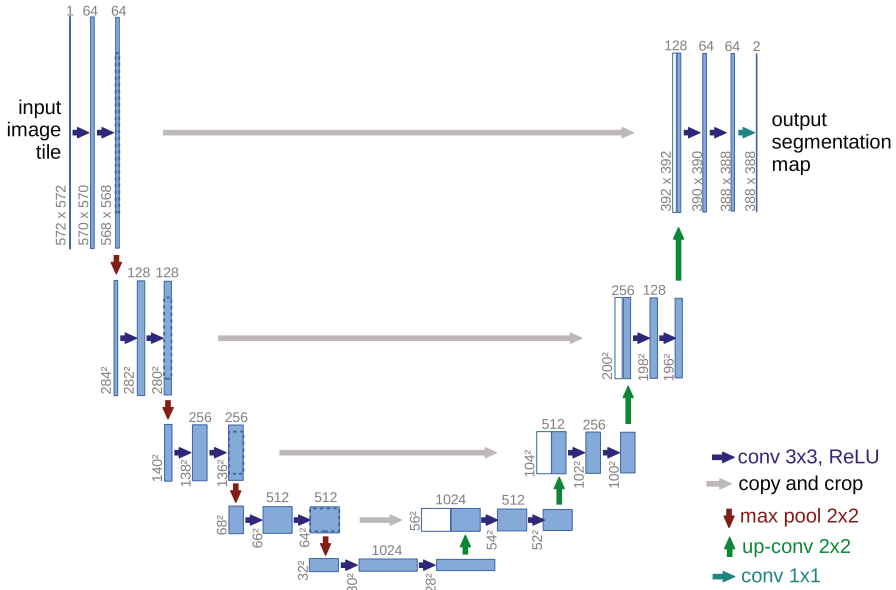 1 64 64
input
image
tile
572 x 572
570 x 570
568 x 568
128 64 64 2
392 x 392
390 x 390
388 x 388
388 x 388
output
segmentation
map
128 128
284²
282²
280²
256 128
200²
198²
196²
256 256
140²
138²
136²
512 256
104²
102²
100²
512 512
68²
66²
64²
1024 512
56²
54²
52²
1024
32²
30²
28²
conv 3x3, ReLU
copy and crop
max pool 2x2
up-conv 2x2
conv 1x1